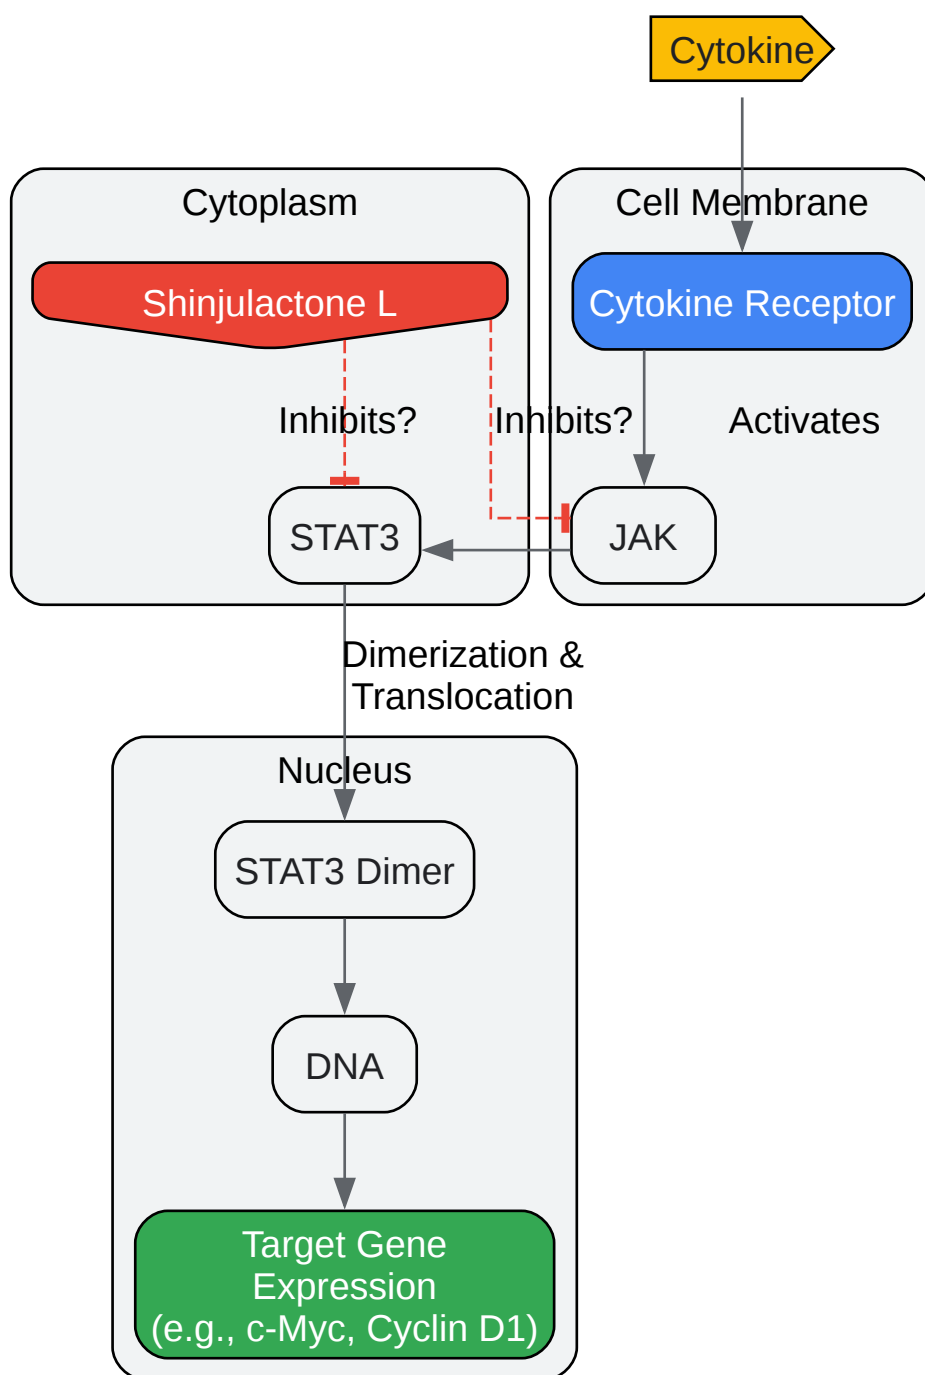 Cytokine
Cytoplasm
Cell Membrane
Shinjulactone L
Cytokine Receptor
Inhibits?
Inhibits?
Activates
STAT3
JAK
Dimerization &
Translocation
Nucleus
STAT3 Dimer
DNA
Target Gene
Expression
(e.g., c-Myc, Cyclin D1)